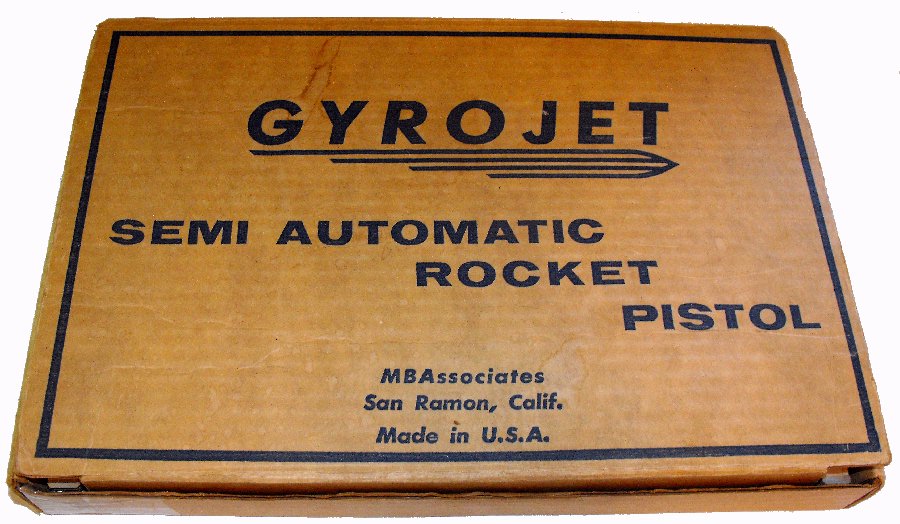 GYROJET
SEMI AUTOMATIC
ROCKET
PISTOL
MBAssociates
San Ramon, Calif.
Made in U.S.A.